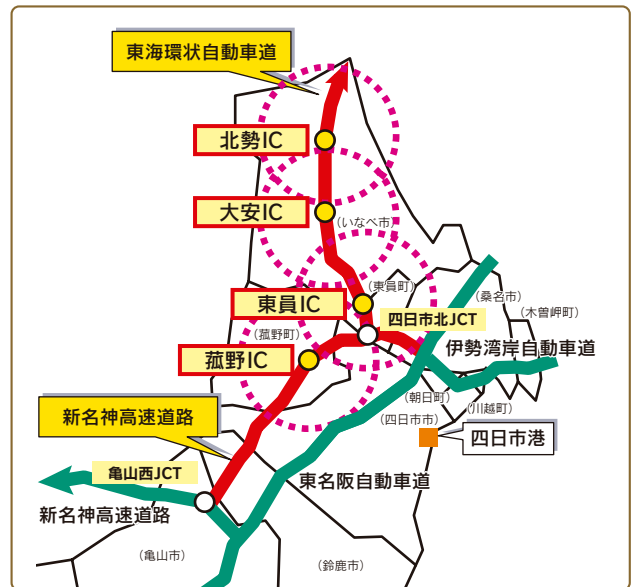 東海環状自動車道
北勢IC
大安IC
(いなべ市)
東員IC
(東員町)
(桑名市)
(木曽岬町)
四日市北JCT
(菰野町)
伊勢湾岸自動車道
菰野IC
(朝日町)
(川越町)
新名神高速道路
(四日市市)
四日市港
亀山西JCT
東名阪自動車道
新名神高速道路
(亀山市)
(鈴鹿市)